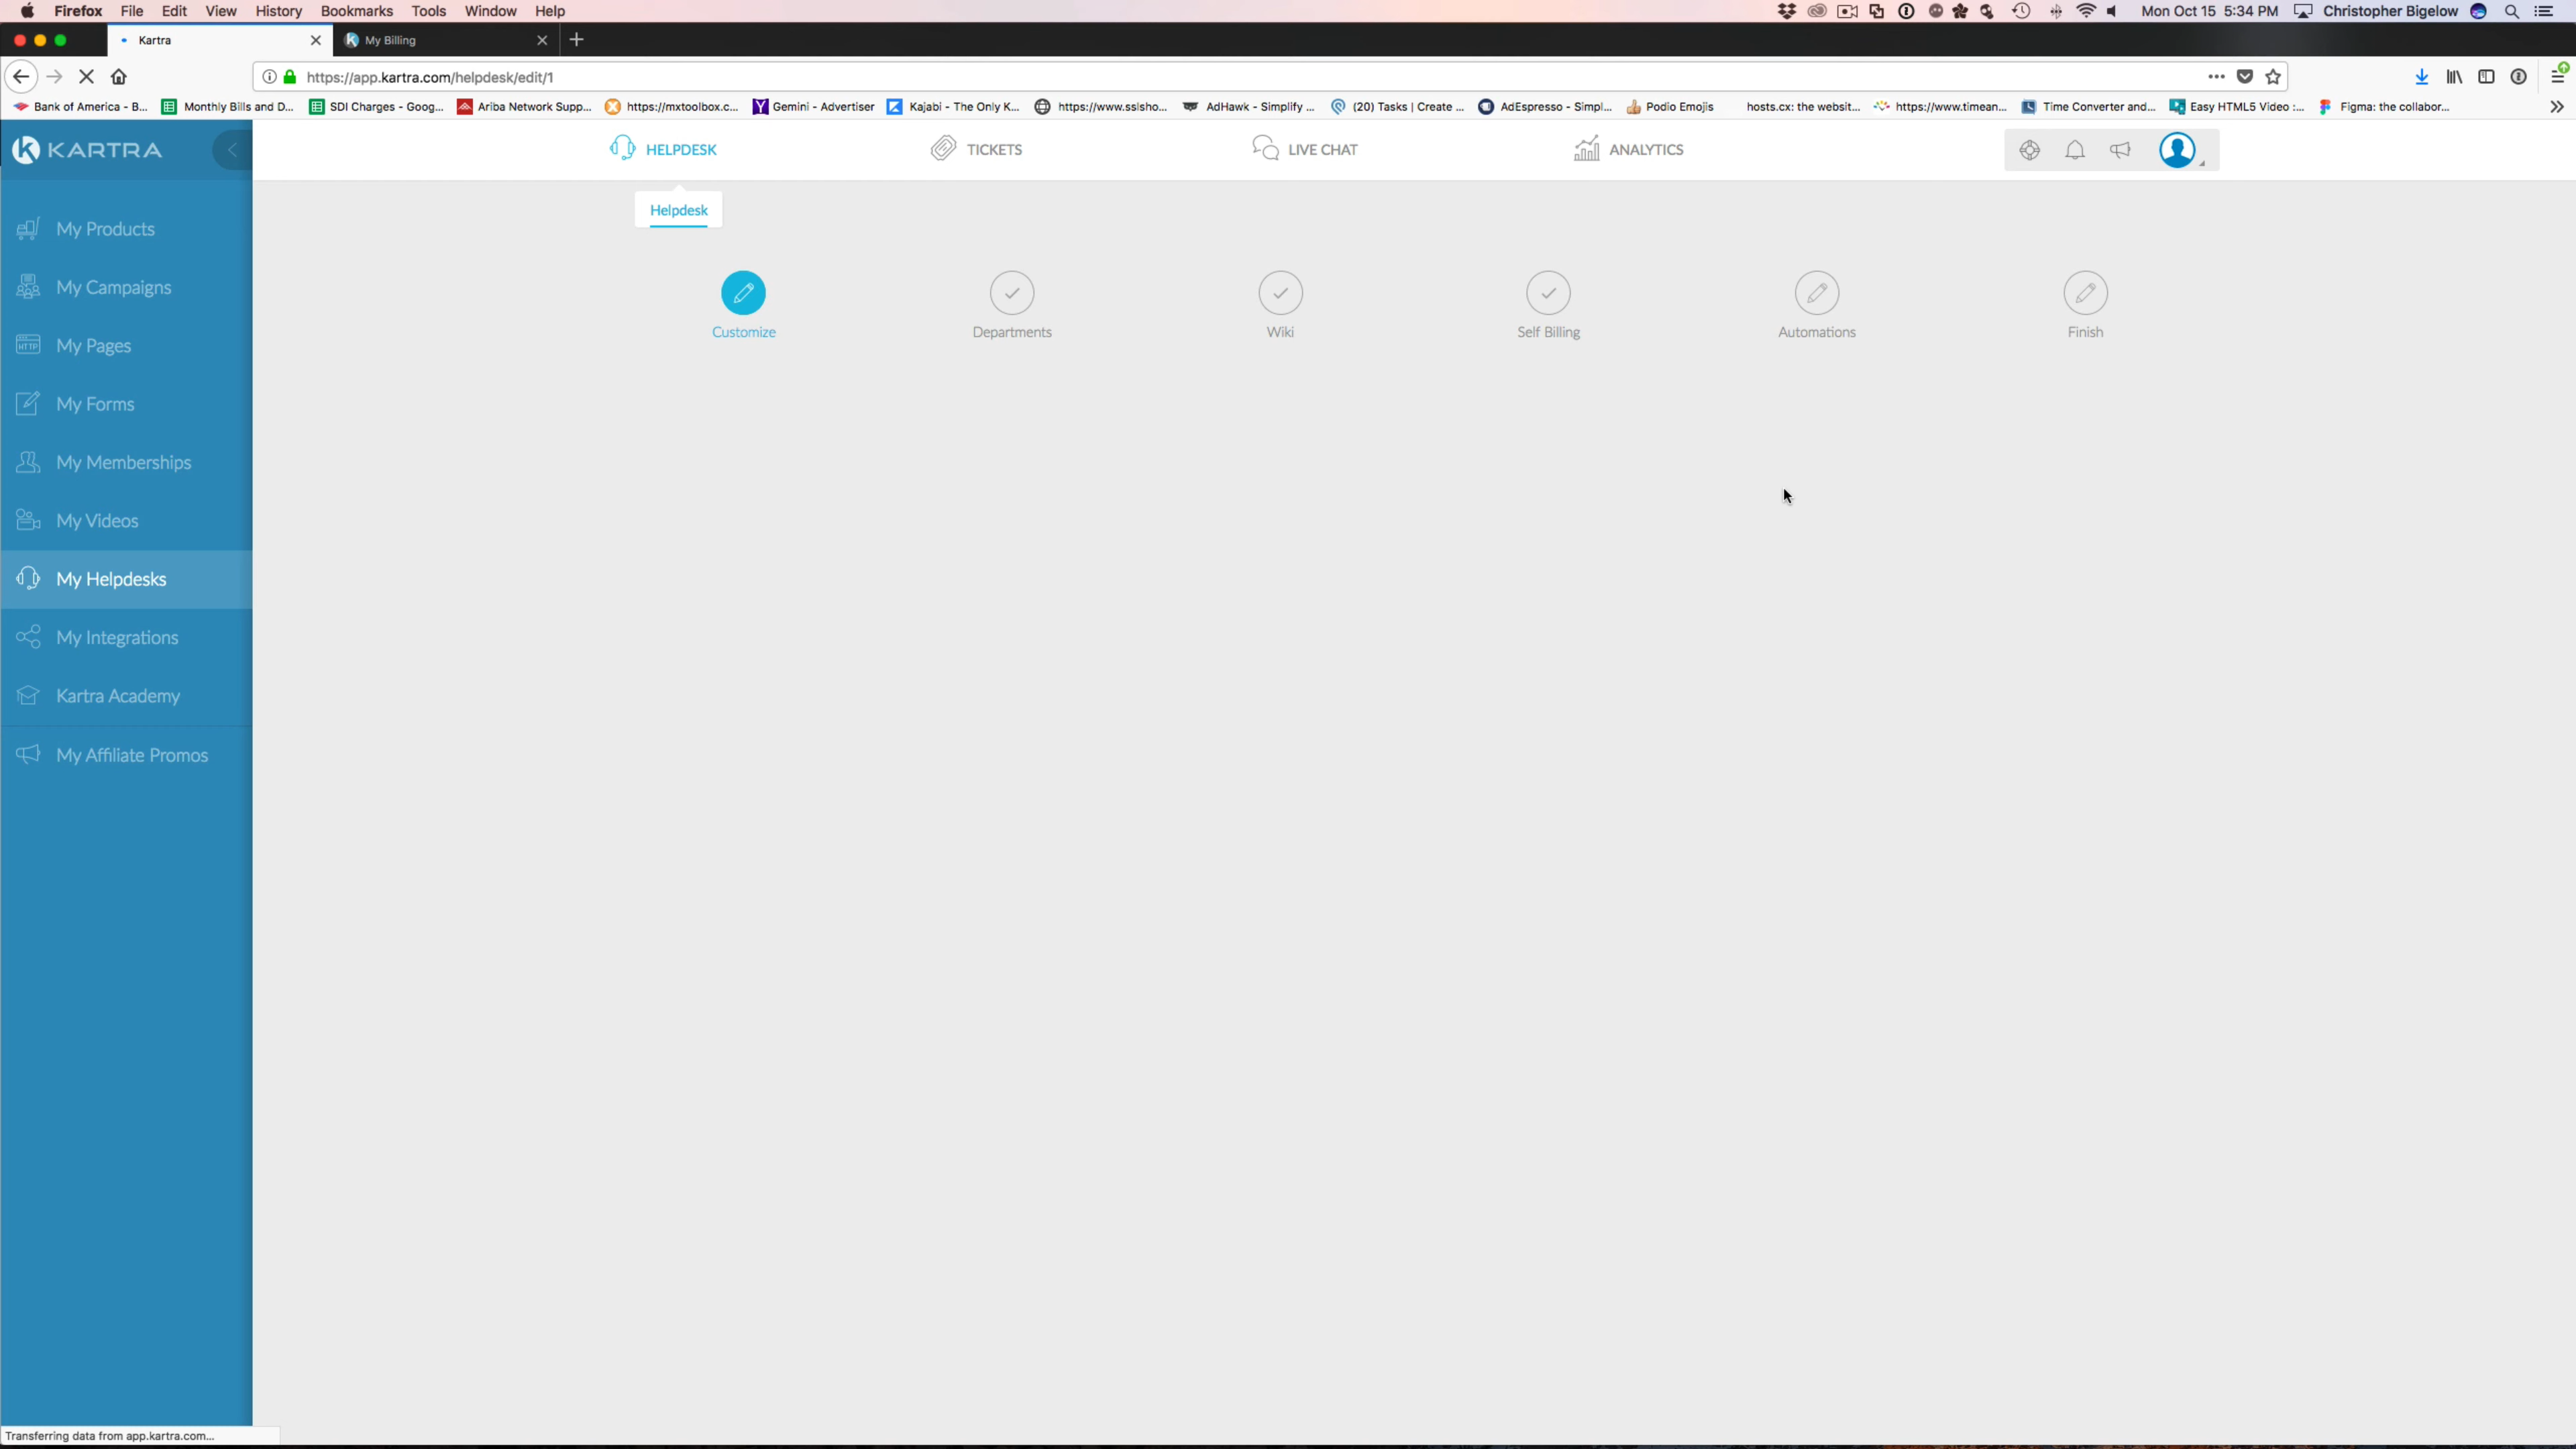 Firefox File Edit View History Bookmarks Tools Window Help Mon Oct 15 5:34 PM Christopher Bigelow
Kartra My Billing
https://app.kartra.com/helpdesk/edit/1
Bank of America - B... Monthly Bills and D... SDI Charges - Goog... Ariba Network Supp... https://mxtoolbox.c... Gemini - Advertiser Kajabi - The Only K... https://www.sslsho... AdHawk - Simplify ... (20) Tasks | Create ... AdEspresso - Simpl... Podio Emojis hosts.cx: the websit... https://www.timean... Time Converter and... Easy HTML5 Video :... Figma: the collabor...
KARTRA HELPDESK TICKETS LIVE CHAT ANALYTICS
Helpdesk
My Products
My Campaigns
My Pages
My Forms
My Memberships
My Videos
My Helpdesks
My Integrations
Kartra Academy
My Affiliate Promos
Customize Departments Wiki Self Billing Automations Finish
HTTP
Transferring data from app.kartra.com...